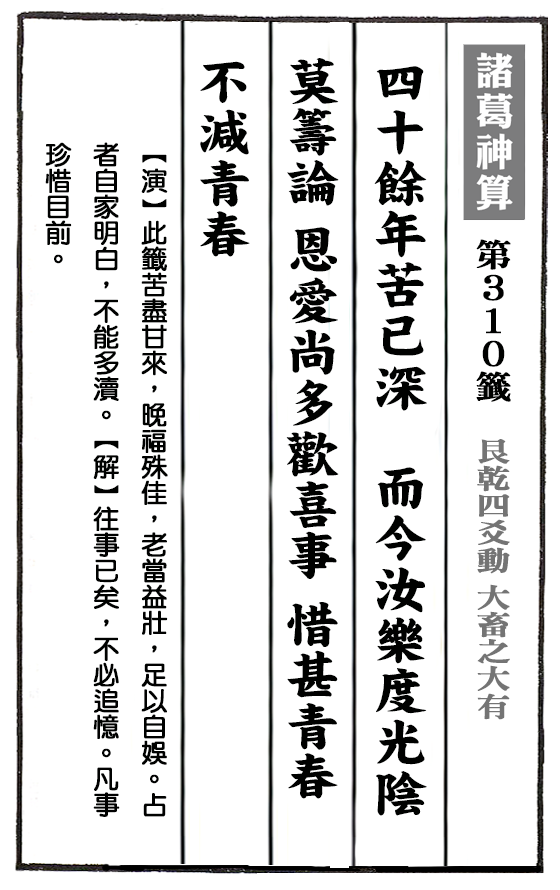 諸葛神算 第310籤 艮乾四爻動 大畜之大有
四十餘年苦已深 而今汝樂度光陰
莫籌論 恩愛尚多歡喜事 惜甚青春
不減青春
【演】此籤苦盡甘來，晚福殊佳，老當益壯，足以自娛。占
者自家明白，不能多瀆。【解】往事已矣，不必追憶。凡事
珍惜目前。